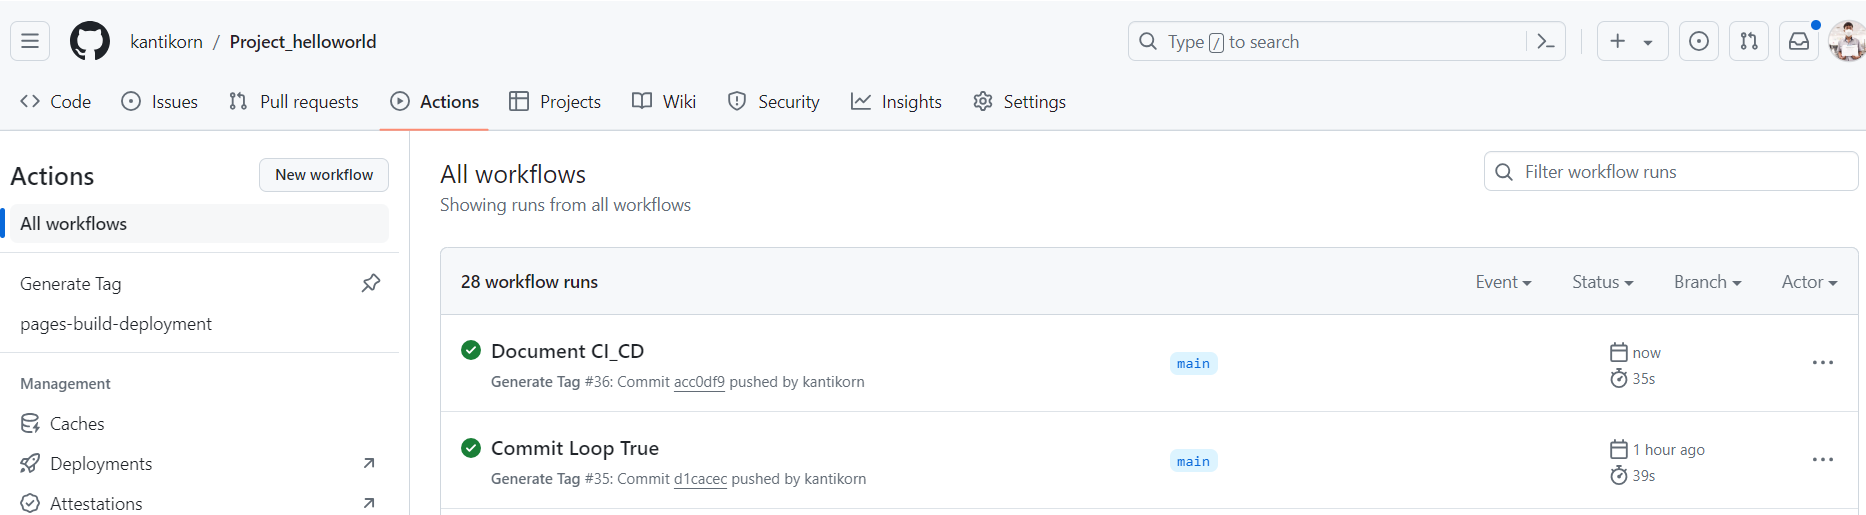 kantikorn / Project_helloworld
Type / to search
Code Issues Pull requests Actions Projects Wiki Security Insights Settings
Actions
New workflow
All workflows
Generate Tag
pages-build-deployment
Management
Caches
Deployments
Attestations
All workflows
Showing runs from all workflows
Filter workflow runs
28 workflow runs
Event Status Branch Actor
Document CI_CD
Generate Tag #36: Commit acc0df9 pushed by kantikorn
main
now
35s
Commit Loop True
Generate Tag #35: Commit d1cacec pushed by kantikorn
main
1 hour ago
39s